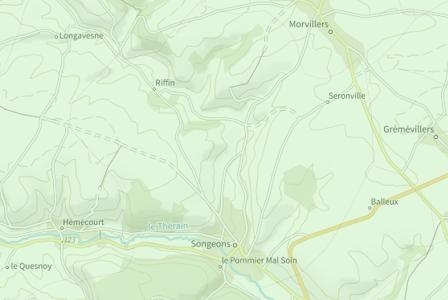 Morvillers
Longavesne
Riffin
Seronville
Grémévillers
Balleux
Hémécourt
le Thérain
123
Songeons
le Pommier Mal Soin
le Quesnoy